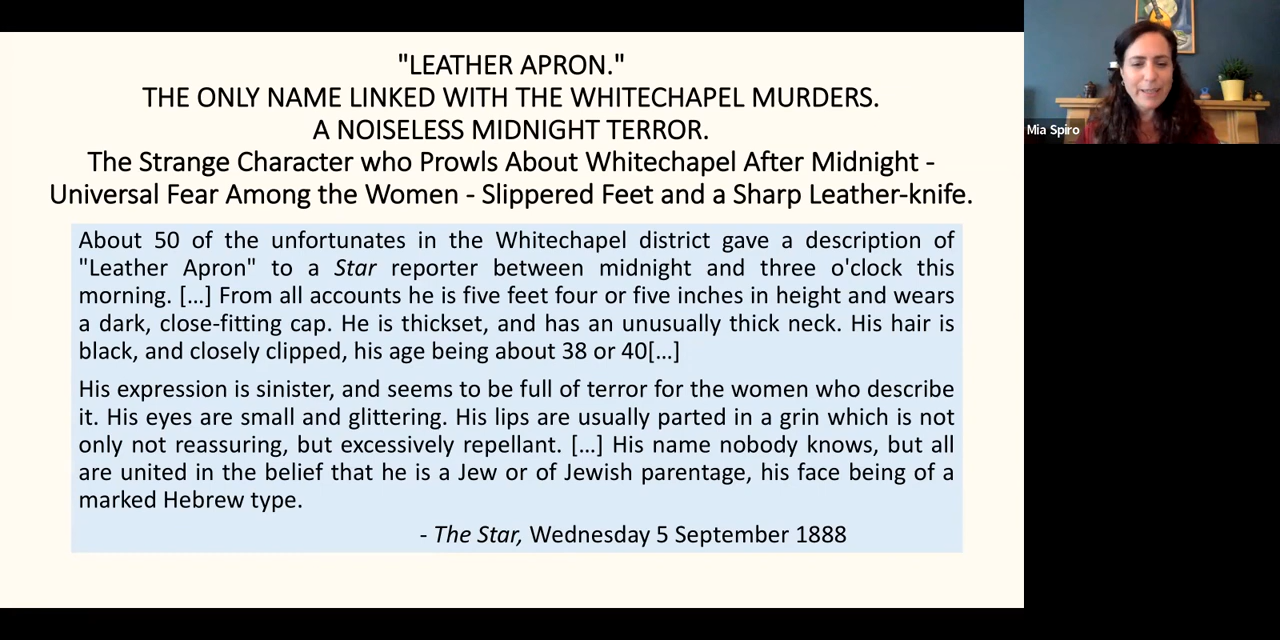 "LEATHER APRON."
THE ONLY NAME LINKED WITH THE WHITECHAPEL MURDERS.
A NOISELESS MIDNIGHT TERROR.
The Strange Character who Prowls About Whitechapel After Midnight -
Universal Fear Among the Women - Slippered Feet and a Sharp Leather-knife.
About 50 of the unfortunates in the Whitechapel district gave a description of
"Leather Apron" to a Star reporter between midnight and three o'clock this
morning. […] From all accounts he is five feet four or five inches in height and wears
a dark, close-fitting cap. He is thickset, and has an unusually thick neck. His hair is
black, and closely clipped, his age being about 38 or 40[…]
His expression is sinister, and seems to be full of terror for the women who describe
it. His eyes are small and glittering. His lips are usually parted in a grin which is not
only not reassuring, but excessively repellant. […] His name nobody knows, but all
are united in the belief that he is a Jew or of Jewish parentage, his face being of a
marked Hebrew type.
- The Star, Wednesday 5 September 1888
Mia Spiro